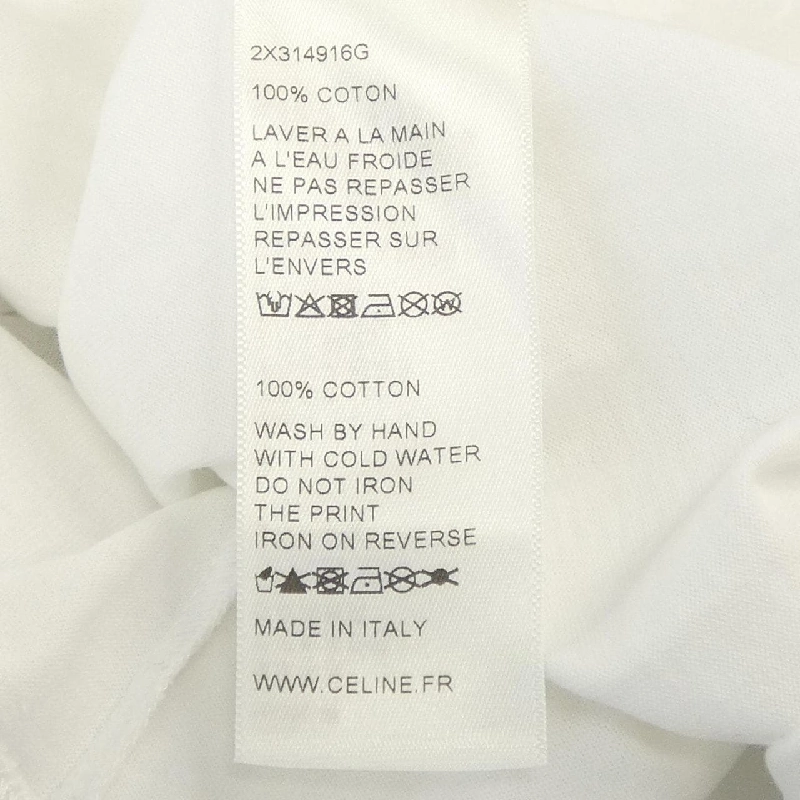 2X314916G
100% COTON
LAVER A LA MAIN
A L'EAU FROIDE
NE PAS REPASSER
L'IMPRESSION
REPASSER SUR
L'ENVERS
100% COTTON
WASH BY HAND
WITH COLD WATER
DO NOT IRON
THE PRINT
IRON ON REVERSE
MADE IN ITALY
WWW.CELINE.FR